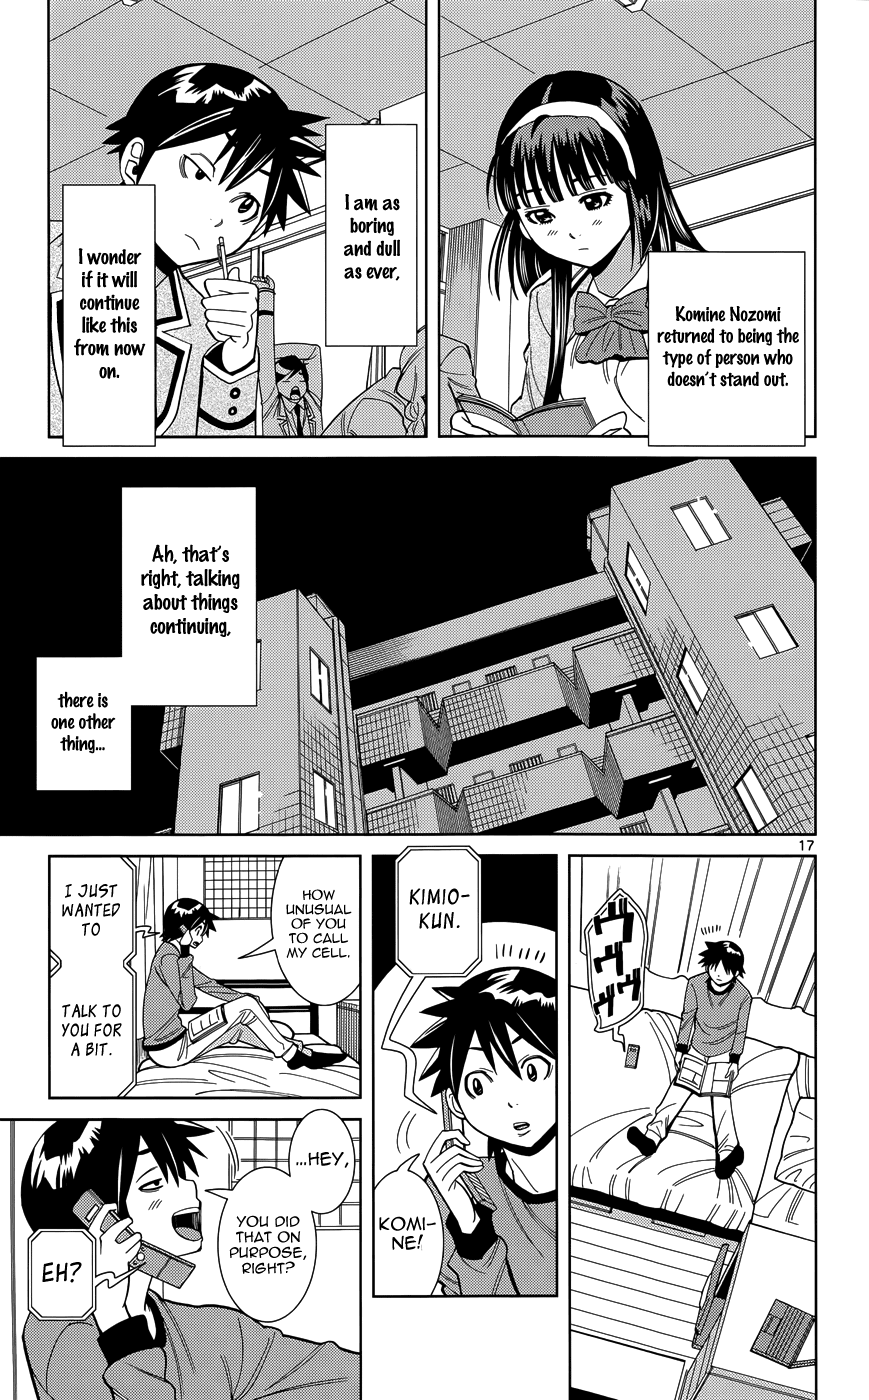 Komine Nozomi
returned to being the
type of person who
doesn't stand out.
I am as
boring
and dull
as ever,
I wonder
if it will
continue
like this
from now
on.
Ah, that's
right, talking
about things
continuing,
there is
one other
thing...
17
ヴヴヴヴ
KIMIO-
KUN.
KOMI-
NE!
HOW
UNUSUAL
OF YOU
TO CALL
MY CELL.
I JUST
WANTED
TO
TALK TO
YOU FOR
A BIT.
...HEY,
YOU DID
THAT ON
PURPOSE,
RIGHT?
EH?